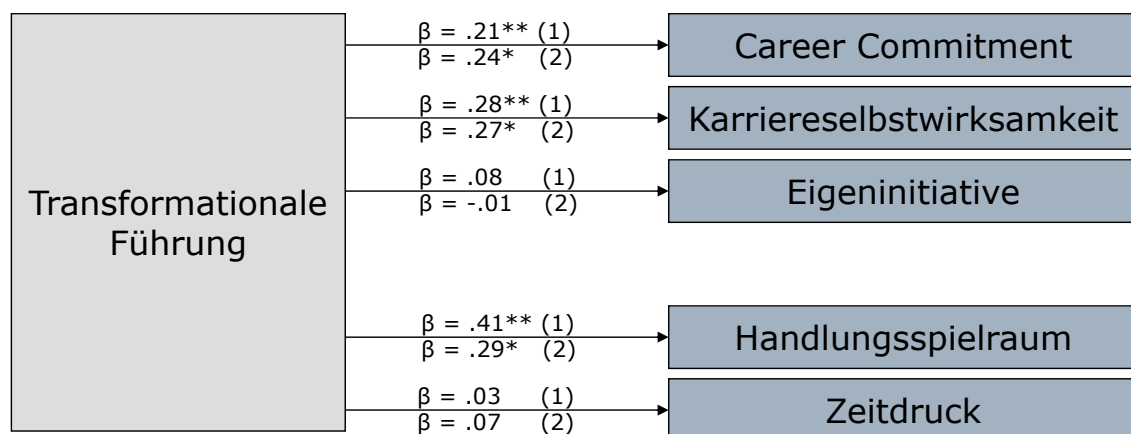 Transformationale
Führung
β = .21** (1)
β = .24* (2)
Career Commitment
β = .28** (1)
β = .27* (2)
Karriereselbstwirksamkeit
β = .08 (1)
β = -.01 (2)
Eigeninitiative
β = .41** (1)
β = .29* (2)
Handlungsspielraum
β = .03 (1)
β = .07 (2)
Zeitdruck